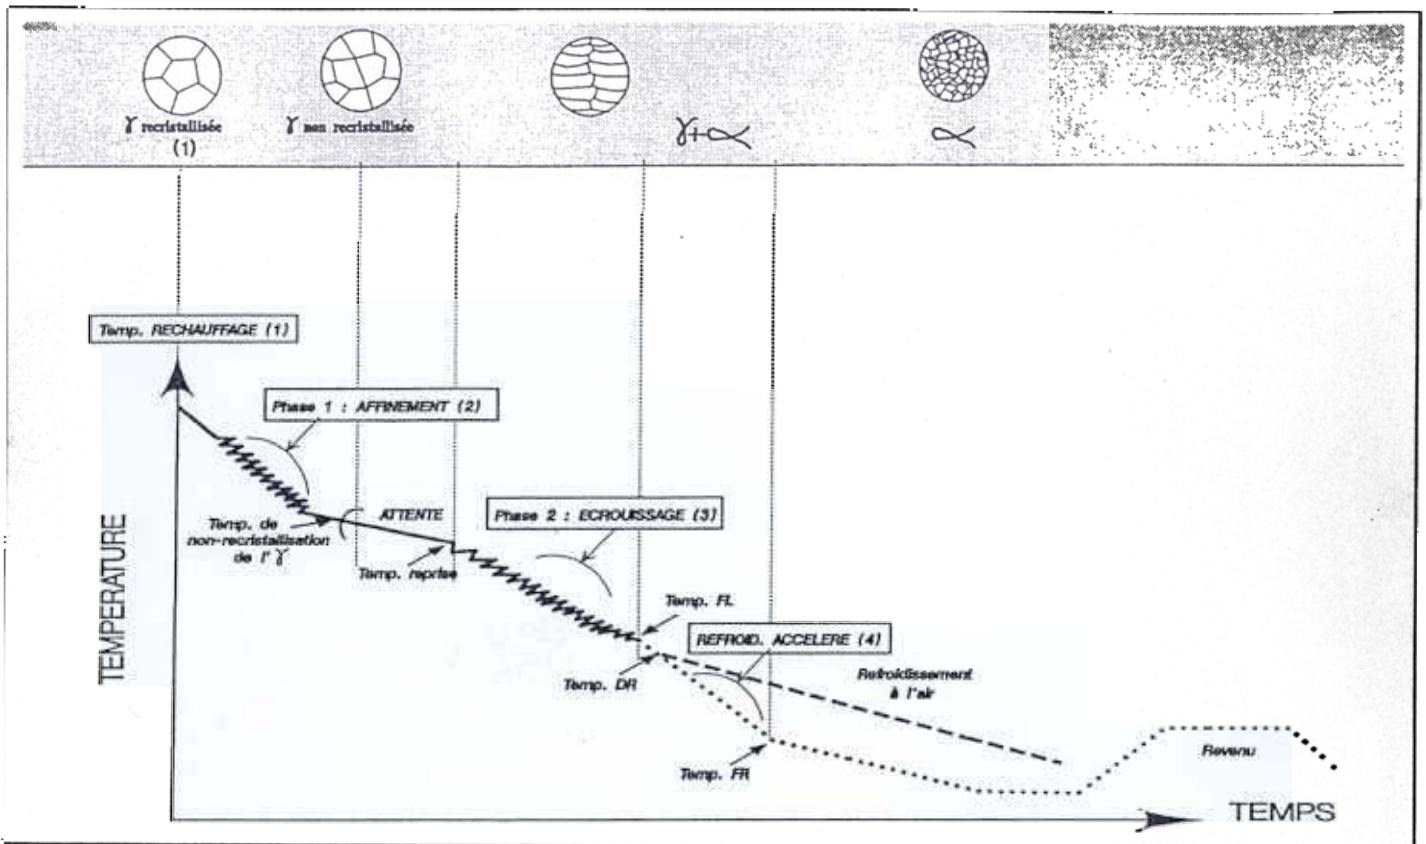 γ recristallisée
(1)
γ non recristallisée
γ+α
α
Temp. RECHAUFFAGE (1)
Phase 1 : AFFINEMENT (2)
Temp. de
non-recristallisation
de l' γ
ATTENTE
Temp. reprise
Phase 2 : ECROUISSAGE (3)
Temp. FL
REFROID. ACCELERE (4)
Temp. DR
Refroidissement
à l'air
Temp. FR
Revenu
TEMPERATURE
TEMPS